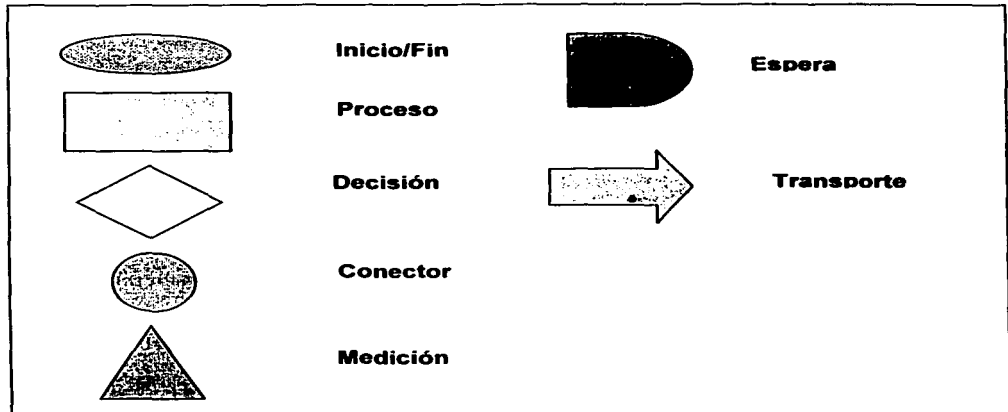 Inicio/Fin
Proceso
Decisión
Conector
Medición
Espera
Transporte